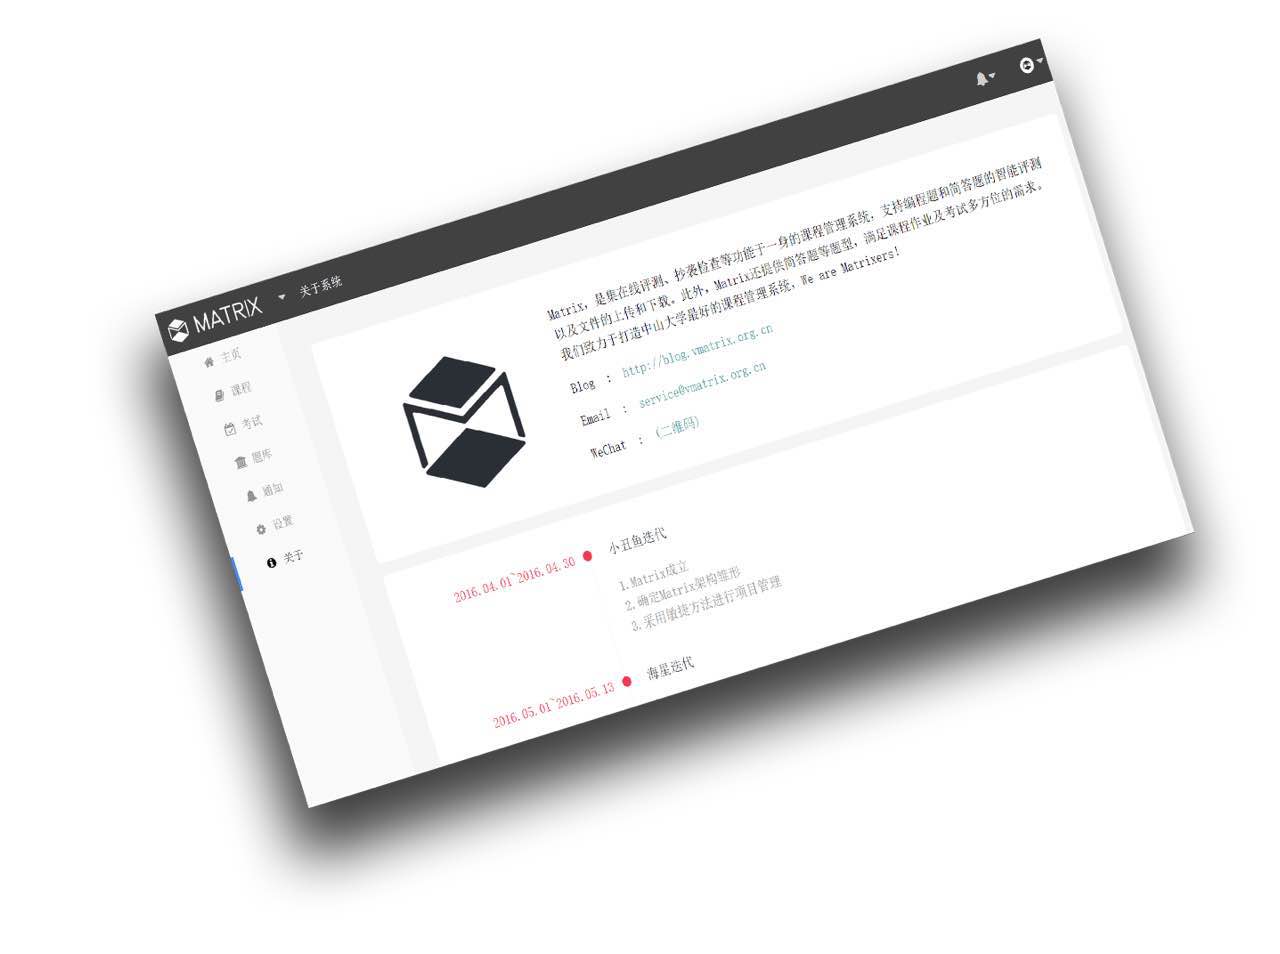 MATRIX
关于系统
主页
课程
考试
题库
通知
设置
关于
Matrix，是集在线评测、抄袭检查等功能于一身的课程管理系统，支持编程题和简答题的智能评测
以及文件的上传和下载。此外，Matrix还提供简答题等题型，满足课程作业及考试多方位的需求。
我们致力于打造中山大学最好的课程管理系统，We are Matrixers!
Blog : http://blog.vmatrix.org.cn
Email : service@vmatrix.org.cn
WeChat : (二维码)
2016.04.01~2016.04.30
小丑鱼迭代
1.Matrix成立
2.确定Matrix架构雏形
3.采用敏捷方法进行项目管理
2016.05.01~2016.05.13
海星迭代